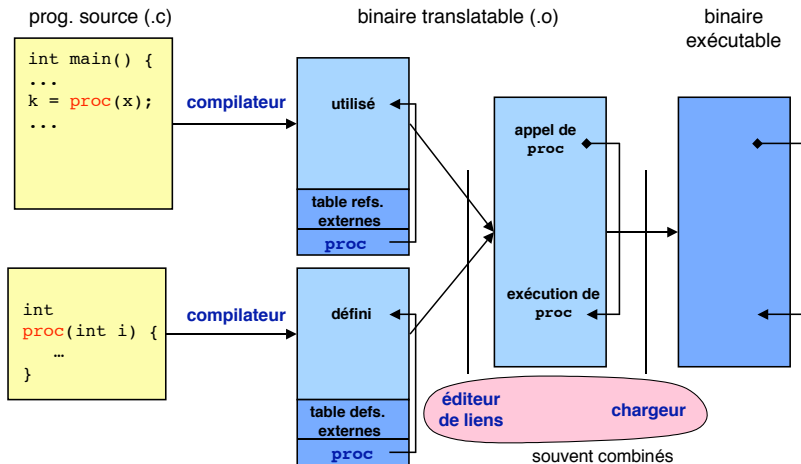 prog. source (.c)
binaire translatable (.o)
binaire
exécutable
int main() {
...
k = proc(x);
...
compilateur
utilisé
table refs.
externes
proc
appel de
proc
exécution de
proc
int
proc(int i) {
…
}
compilateur
défini
table defs.
externes
proc
éditeur
de liens
chargeur
souvent combinés